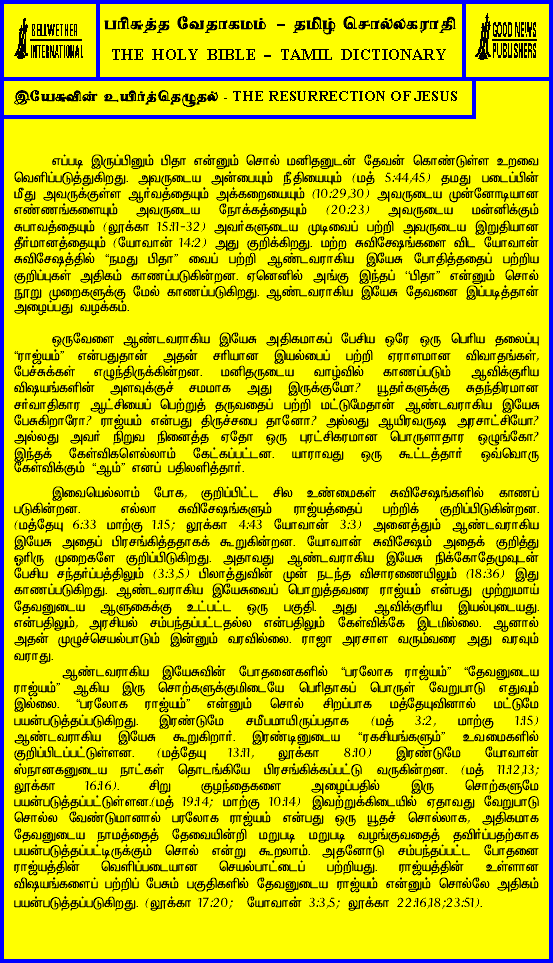 BELLWETHER
INTERNATIONAL
பரிசுத்த வேதாகமம் – தமிழ் சொல்லகராதி
THE HOLY BIBLE – TAMIL DICTIONARY
GOOD NEWS
PUBLISHERS
இயேசுவின் உயிர்த்தெழுதல் - THE RESURRECTION OF JESUS
எப்படி இருப்பினும் பிதா என்னும் சொல் மனிதனுடன் தேவன் கொண்டுள்ள உறவை
வெளிப்படுத்துகிறது. அவருடைய அன்பையும் நீதியையும் (மத் 5:44,45) தமது படைப்பின்
மீது அவருக்குள்ள ஆர்வத்தையும் அக்கறையையும் (10:29,30) அவருடைய முன்னோடியான
எண்ணங்களையும் அவருடைய நோக்கத்தையும் (20:23) அவருடைய மன்னிக்கும்
சுபாவத்தையும் (லூக்கா 15:11-32) அவர்களுடைய முடிவைப் பற்றி அவருடைய இறுதியான
தீர்மானத்தையும் (யோவான் 14:2) அது குறிக்கிறது. மற்ற சுவிசேஷங்களை விட யோவான்
சுவிசேஷத்தில் “நமது பிதா” வைப் பற்றி ஆண்டவராகிய இயேசு போதித்ததைப் பற்றிய
குறிப்புகள் அதிகம் காணப்படுகின்றன. ஏனெனில் அங்கு இந்தப் “பிதா” என்னும் சொல்
நூறு முறைகளுக்கு மேல் காணப்படுகிறது. ஆண்டவராகிய இயேசு தேவனை இப்படித்தான்
அழைப்பது வழக்கம்.
ஒருவேளை ஆண்டவராகிய இயேசு அதிகமாகப் பேசிய ஒரே ஒரு பெரிய தலைப்பு
“ராஜ்யம்” என்பதுதான் அதன் சரியான இயல்பைப் பற்றி ஏராளமான விவாதங்கள்,
பேச்சுக்கள் எழுந்திருக்கின்றன. மனிதருடைய வாழ்வில் காணப்படும் ஆவிக்குரிய
விஷயங்களின் அளவுக்குச் சமமாக அது இருக்குமோ? யூதர்களுக்கு சுதந்திரமான
சர்வாதிகார ஆட்சியைப் பெற்றுத் தருவதைப் பற்றி மட்டுமேதான் ஆண்டவராகிய இயேசு
பேசுகிறாரோ? ராஜ்யம் என்பது திருச்சபை தானோ? அல்லது ஆயிரவருஷ அரசாட்சியோ?
அல்லது அவர் நிறுவ நினைத்த ஏதோ ஒரு புரட்சிகரமான பொருளாதார ஒழுங்கோ?
இந்தக் கேள்விகளெல்லாம் கேட்கப்பட்டன. யாராவது ஒரு கூட்டத்தார் ஒவ்வொரு
கேள்விக்கும் “ஆம்” எனப் பதிலளித்தார்.
இவையெல்லாம் போக, குறிப்பிட்ட சில உண்மைகள் சுவிசேஷங்களில் காணப்
படுகின்றன. எல்லா சுவிசேஷங்களும் ராஜ்யத்தைப் பற்றிக் குறிப்பிடுகின்றன.
(மத்தேயு 6:33 மாற்கு 1:15; லூக்கா 4:43 யோவான் 3:3) அனைத்தும் ஆண்டவராகிய
இயேசு அதைப் பிரசங்கித்ததாகக் கூறுகின்றன. யோவான் சுவிசேஷம் அதைக் குறித்து
ஓரிரு முறைகளே குறிப்பிடுகிறது. அதாவது ஆண்டவராகிய இயேசு நிக்கோதேமுவுடன்
பேசிய சந்தர்ப்பத்திலும் (3:3,5) பிலாத்துவின் முன் நடந்த விசாரணையிலும் (18:36) இது
காணப்படுகிறது. ஆண்டவராகிய இயேசுவைப் பொறுத்தவரை ராஜ்யம் என்பது முற்றுமாய்
தேவனுடைய ஆளுகைக்கு உட்பட்ட ஒரு பகுதி. அது ஆவிக்குரிய இயல்புடையது.
என்பதிலும், அரசியல் சம்பந்தப்பட்டதல்ல என்பதிலும் கேள்விக்கே இடமில்லை. ஆனால்
அதன் முழுச்செயல்பாடும் இன்னும் வரவில்லை. ராஜா அரசாள வரும்வரை அது வரவும்
வராது.
ஆண்டவராகிய இயேசுவின் போதனைகளில் “பரலோக ராஜ்யம்” “தேவனுடைய
ராஜ்யம்” ஆகிய இரு சொற்களுக்குமிடையே பெரிதாகப் பொருள் வேறுபாடு எதுவும்
இல்லை. “பரலோக ராஜ்யம்” என்னும் சொல் சிறப்பாக மத்தேயுவினால் மட்டுமே
பயன்படுத்தப்படுகிறது. இரண்டுமே சமீபமாயிருப்பதாக (மத் 3:2, மாற்கு 1:15)
ஆண்டவராகிய இயேசு கூறுகிறார். இரண்டினுடைய “ரகசியங்களும்” உவமைகளில்
குறிப்பிடப்பட்டுள்ளன. (மத்தேயு 13:11, லூக்கா 8:10) இரண்டுமே யோவான்
ஸ்நானகனுடைய நாட்கள் தொடங்கியே பிரசங்கிக்கப்பட்டு வருகின்றன. (மத் 11:12,13;
லூக்கா 16:16). சிறு குழந்தைகளை அழைப்பதில் இரு சொற்களுமே
பயன்படுத்தப்பட்டுள்ளன.(மத் 19:14; மாற்கு 10:14) இவற்றுக்கிடையில் ஏதாவது வேறுபாடு
சொல்ல வேண்டுமானால் பரலோக ராஜ்யம் என்பது ஒரு யூதச் சொல்லாக, அதிகமாக
தேவனுடைய நாமத்தைத் தேவையின்றி மறுபடி மறுபடி வழங்குவதைத் தவிர்ப்பதற்காக
பயன்படுத்தப்பட்டிருக்கும் சொல் என்று கூறலாம். அதனோடு சம்பந்தப்பட்ட போதனை
ராஜ்யத்தின் வெளிப்படையான செயல்பாட்டைப் பற்றியது. ராஜ்யத்தின் உள்ளான
விஷயங்களைப் பற்றிப் பேசும் பகுதிகளில் தேவனுடைய ராஜ்யம் என்னும் சொல்லே அதிகம்
பயன்படுத்தப்படுகிறது. (லூக்கா 17:20; யோவான் 3:3,5; லூக்கா 22:16,18;23:51).